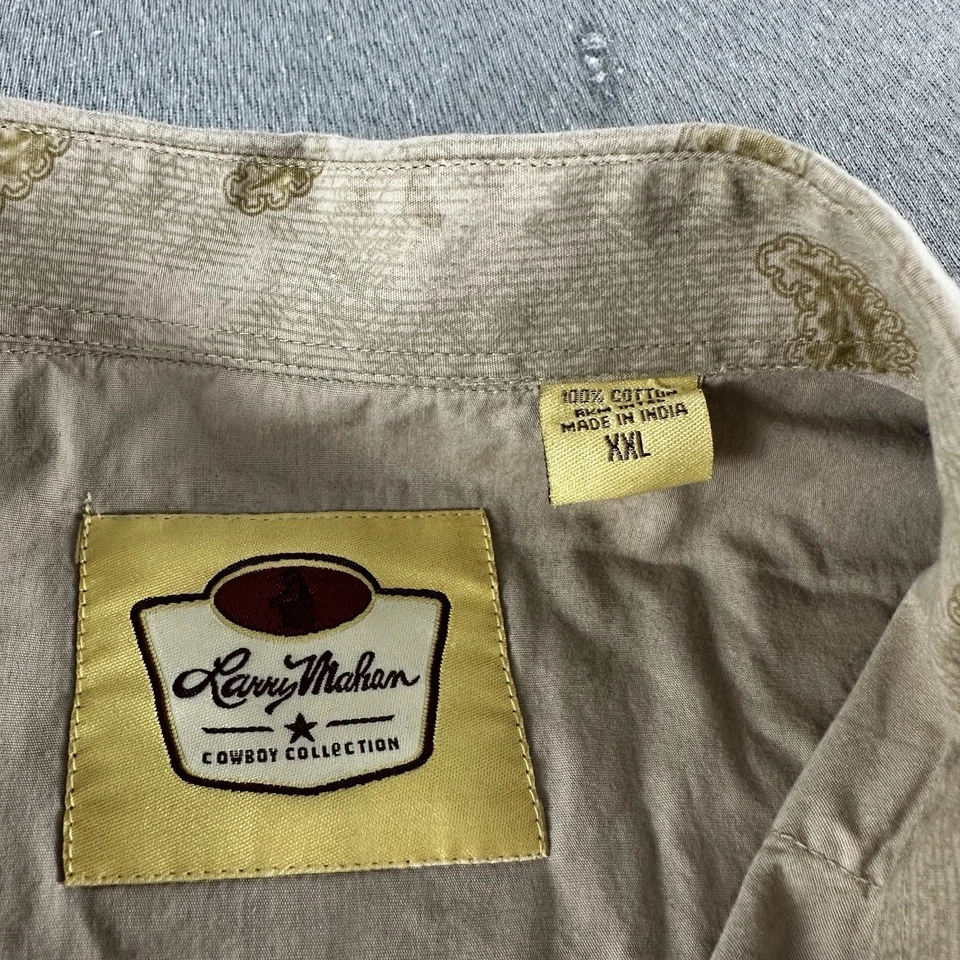 100% COTTON
MADE IN INDIA
XXL
Larry Mahan
COWBOY COLLECTION